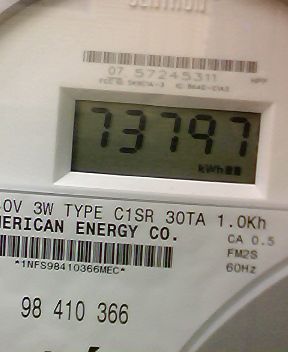 07 57245311
73797
kWh
0V 3W TYPE C1SR 30TA 1.0Kh
MERICAN ENERGY CO.
CA 0.5
FM2S
*1NFS98410366MEC*
60Hz
98 410 366